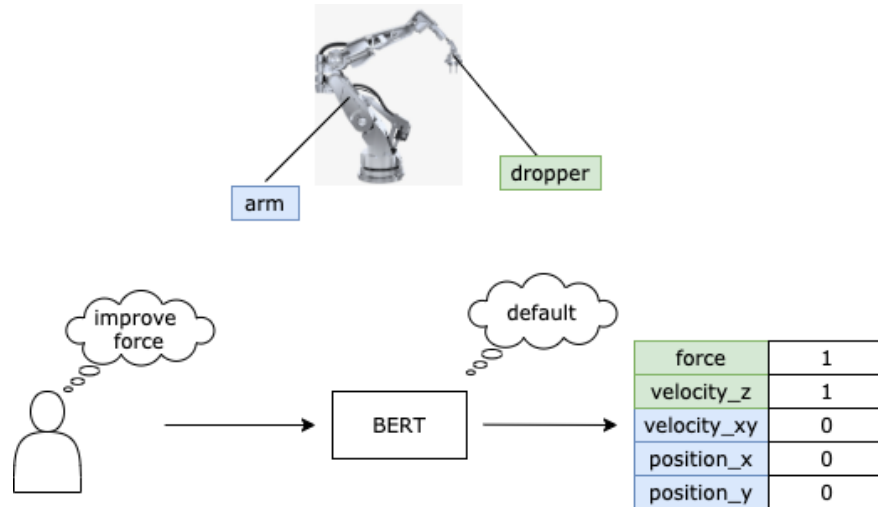 arm
dropper
improve
force
default
BERT
force 1
velocity_z 1
velocity_xy 0
position_x 0
position_y 0